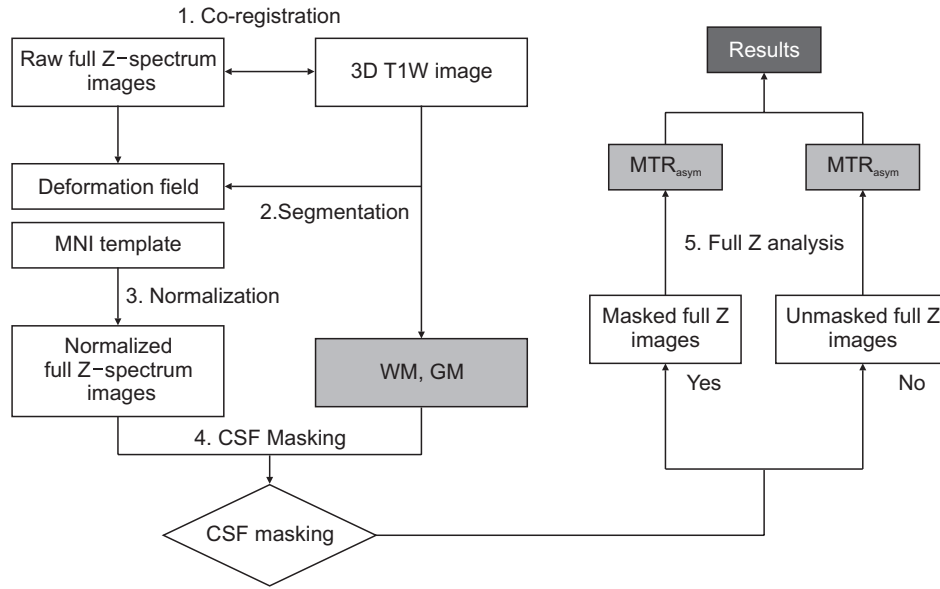 1. Co-registration
Raw full Z−spectrum
images
3D T1W image
Deformation field
2.Segmentation
MNI template
3. Normalization
Normalized
full Z−spectrum
images
WM, GM
4. CSF Masking
CSF masking
Results
MTRasym
MTRasym
5. Full Z analysis
Masked full Z
images
Unmasked full Z
images
Yes
No